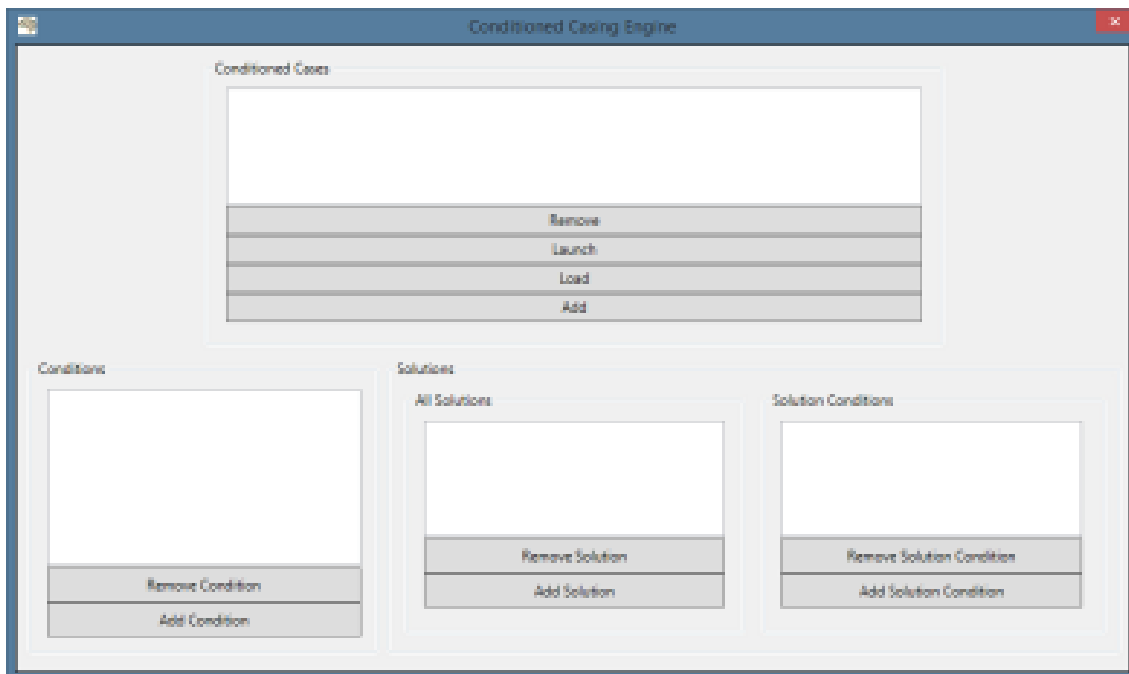 Conditioned Casing Engine
Conditioned Cases
Remove
Launch
Load
Add
Conditions
Remove Condition
Add Condition
Solutions
All Solutions
Remove Solution
Add Solution
Solution Conditions
Remove Solution Condition
Add Solution Condition